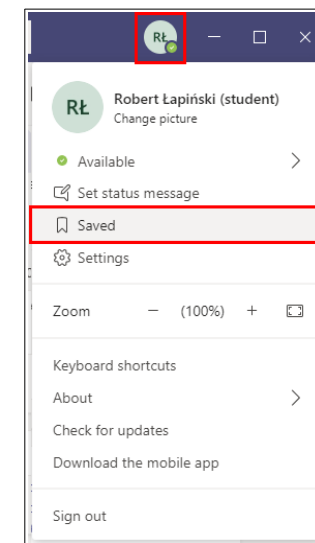 RŁ
RŁ
Robert Łapiński (student)
Change picture
Available
Set status message
Saved
Settings
Zoom — (100%) +
Keyboard shortcuts
About
Check for updates
Download the mobile app
Sign out